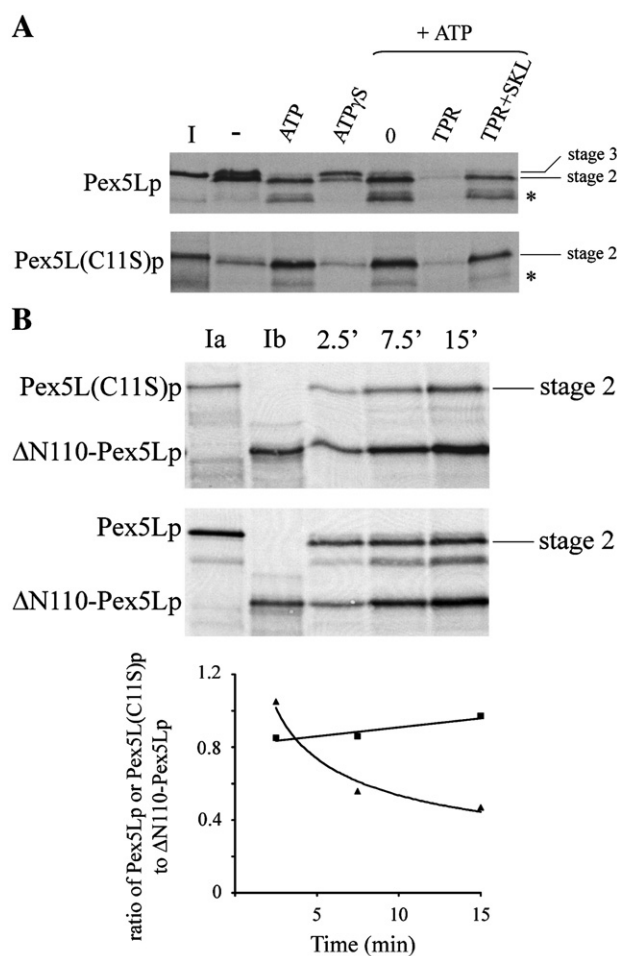 A
+ ATP
I - ATP ATPγS 0 TPR TPR+SKL
Pex5Lp
stage 3
stage 2
*
Pex5L(C11S)p
stage 2
*
B
Ia Ib 2.5’ 7.5’ 15’
Pex5L(C11S)p
stage 2
ΔN110-Pex5Lp
Pex5Lp
stage 2
ΔN110-Pex5Lp
ratio of Pex5Lp or Pex5L(C11S)p
to ΔN110-Pex5Lp
1.2
0.8
0.4
0
5 10 15
Time (min)